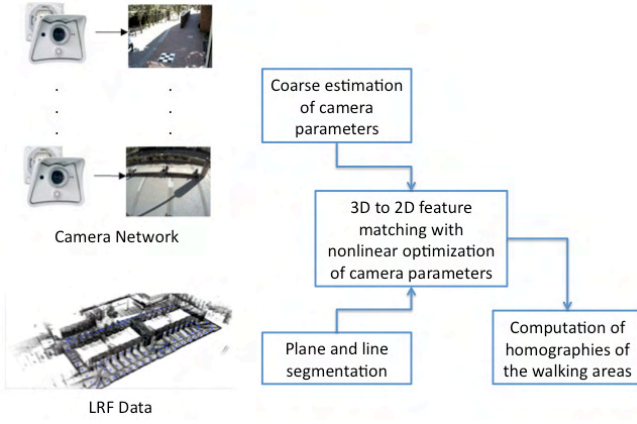 Camera Network
LRF Data
Coarse estimation
of camera
parameters
3D to 2D feature
matching with
nonlinear optimization
of camera parameters
Plane and line
segmentation
Computation of
homographies of
the walking areas